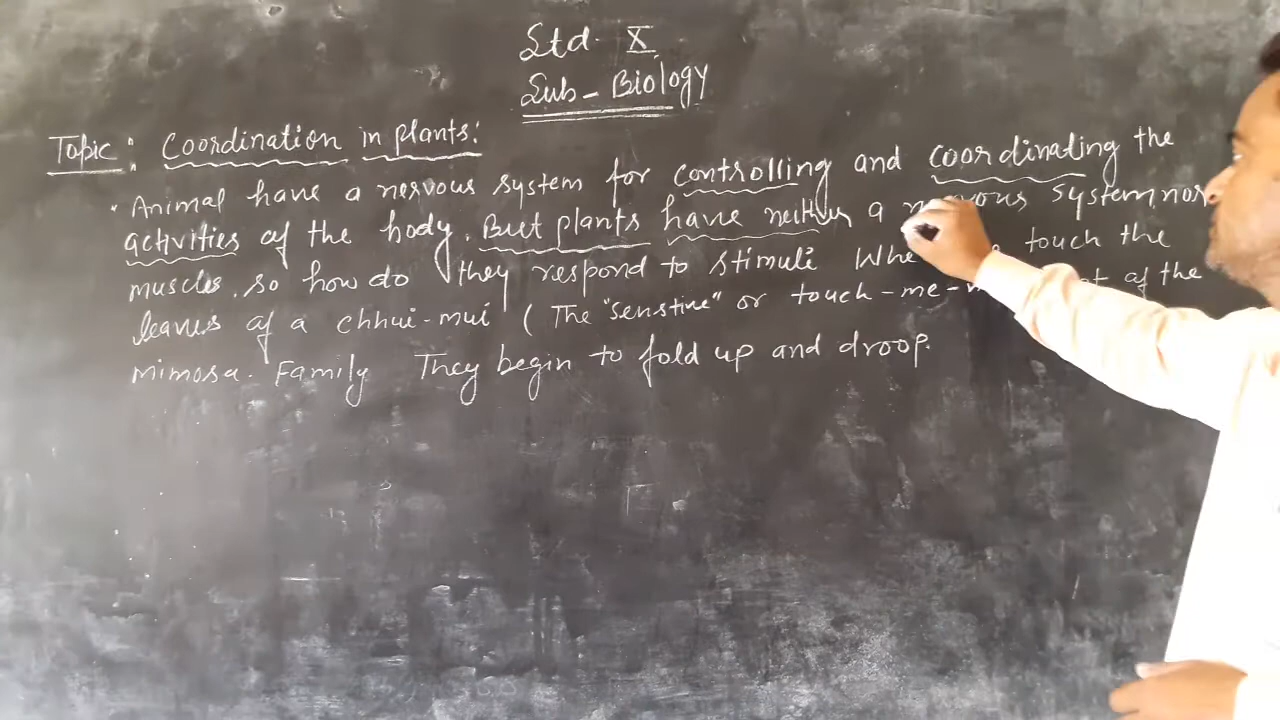 Std. X
Sub - Biology
Topic: Coordination in plants:
Animal have a nervous system for controlling and coordinating the
activities of the body. But plants have neither a nervous system, nor
muscles. so how do they respond to stimuli touch the
leaves of a chhui-mui (The "senstive" or touch-me- of the
mimosa. Family They begin to fold up and droop.